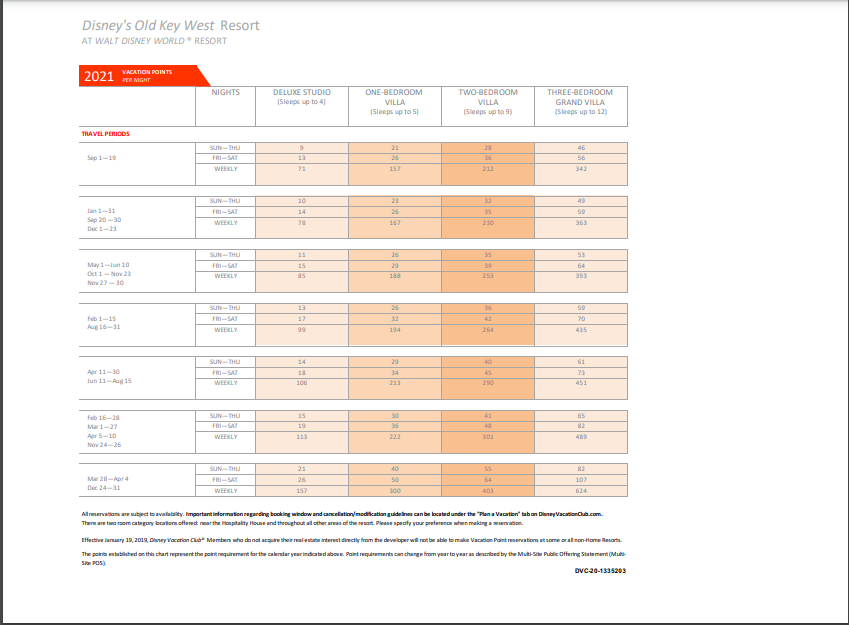 Disney's Old Key West Resort
AT WALT DISNEY WORLD ® RESORT
2021 VACATION POINTS
PER NIGHT
NIGHTS DELUXE STUDIO ONE-BEDROOM TWO-BEDROOM THREE-BEDROOM
(Sleeps up to 4) VILLA VILLA GRAND VILLA
(Sleeps up to 5) (Sleeps up to 9) (Sleeps up to 12)
TRAVEL PERIODS
SUN—THU 9 21 28 46
Sep 1—19 FRI—SAT 13 26 36 56
WEEKLY 71 157 212 342
SUN—THU 10 23 32 49
Jan 1—31 FRI—SAT 14 26 35 59
Sep 20 —30 WEEKLY 78 167 230 363
Dec 1—23
SUN—THU 11 26 35 53
May 1—Jun 10 FRI—SAT 15 29 39 64
Oct 1 — Nov 23 WEEKLY 85 188 253 393
Nov 27 — 30
SUN—THU 13 26 36 59
Feb 1—15 FRI—SAT 17 32 42 70
Aug 16—31 WEEKLY 99 194 264 435
SUN—THU 14 29 40 61
Apr 11—30 FRI—SAT 18 34 45 73
Jun 11—Aug 15 WEEKLY 106 213 290 451
Feb 16—28 SUN—THU 15 30 41 65
Mar 1—27 FRI—SAT 19 36 48 82
Apr 5—10 WEEKLY 113 222 301 489
Nov 24—26
SUN—THU 21 40 55 82
Mar 28—Apr 4 FRI—SAT 26 50 64 107
Dec 24—31 WEEKLY 157 300 403 624
All reservations are subject to availability. Important information regarding booking window and cancellation/modification guidelines can be located under the "Plan a Vacation" tab on DisneyVacationClub.com.
There are two room category locations offered: near the Hospitality House and throughout all other areas of the resort. Please specify your preference when making a reservation.
Effective January 19, 2019, Disney Vacation Club® Members who do not acquire their real estate interest directly from the developer will not be able to make Vacation Point reservations at some or all non-Home Resorts.
The points established on this chart represent the point requirement for the calendar year indicated above. Point requirements can change from year to year as described by the Multi-Site Public Offering Statement (Multi-
Site POS).
DVC-20-1335203